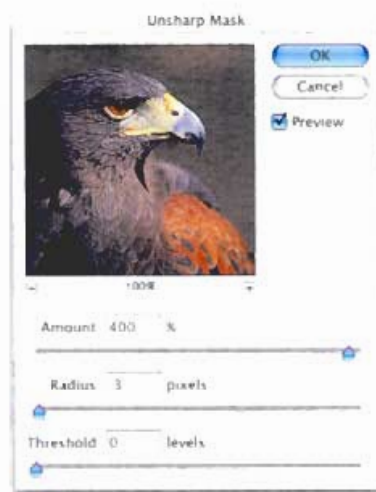 Unsharp Mask
OK
Cancel
Preview
100%
Amount 400 %
Radius 3 pixels
Threshold 0 levels